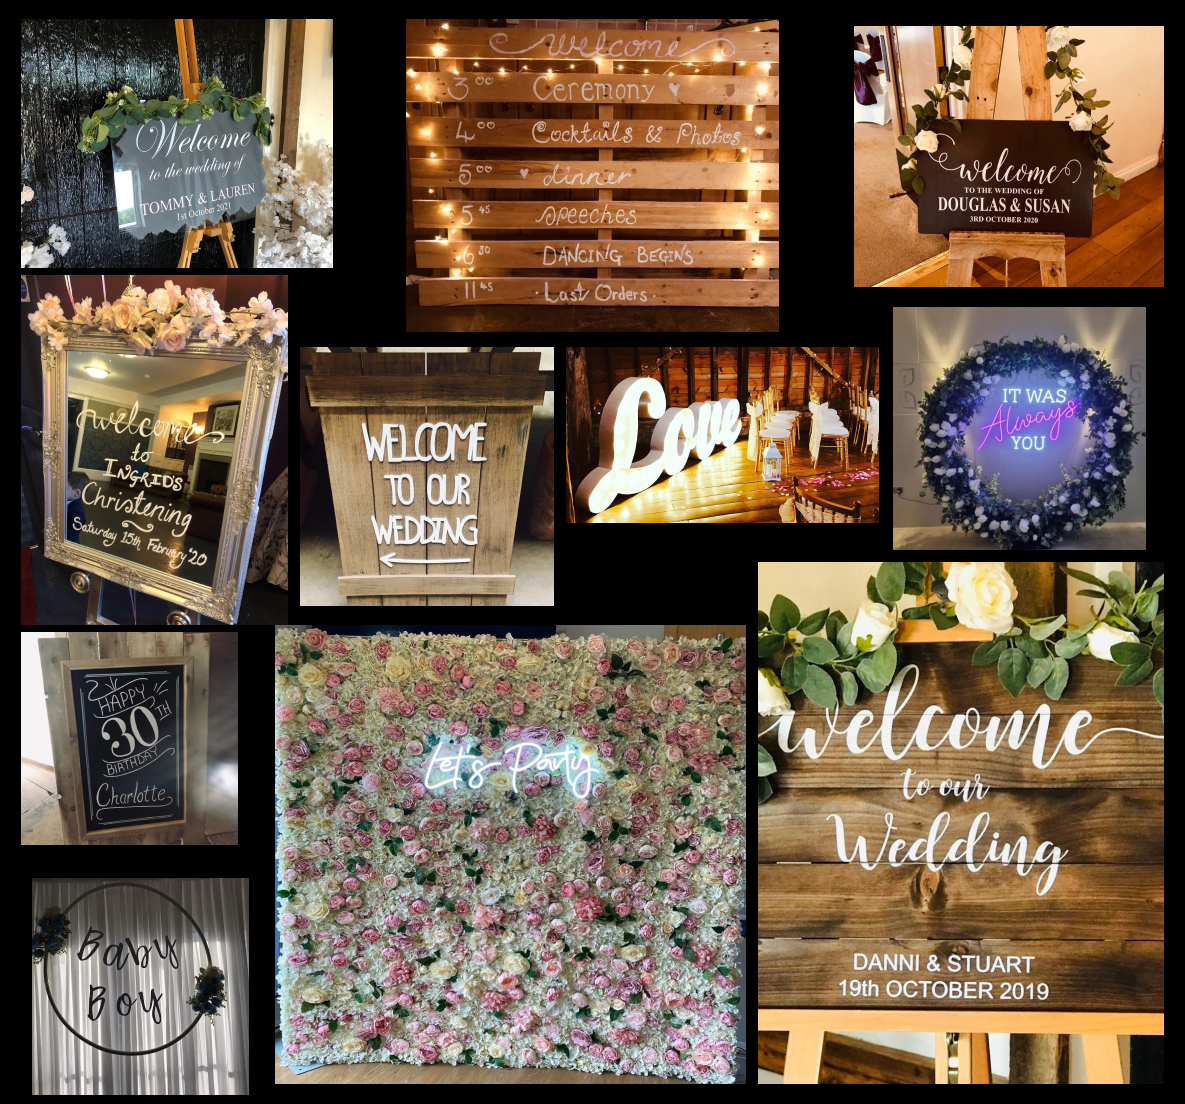 Welcome
to the wedding of
TOMMY & LAUREN
1st October 2021
welcome
3 00 Ceremony
4 00 Cocktails & Photos
5 00 dinner
5 45 Speeches
6 30 DANCING BEGINS
11 45 · Last Orders ·
welcome
TO THE WEDDING OF
DOUGLAS & SUSAN
3RD OCTOBER 2020
welcome
to
INGRID'S
Christening
Saturday 15th February '20
WELCOME
TO OUR
WEDDING
Love
IT WAS
Always
YOU
HAPPY
30TH
BIRTHDAY
Charlotte
Let's Party
welcome
to our
Wedding
DANNI & STUART
19th OCTOBER 2019
Baby
Boy